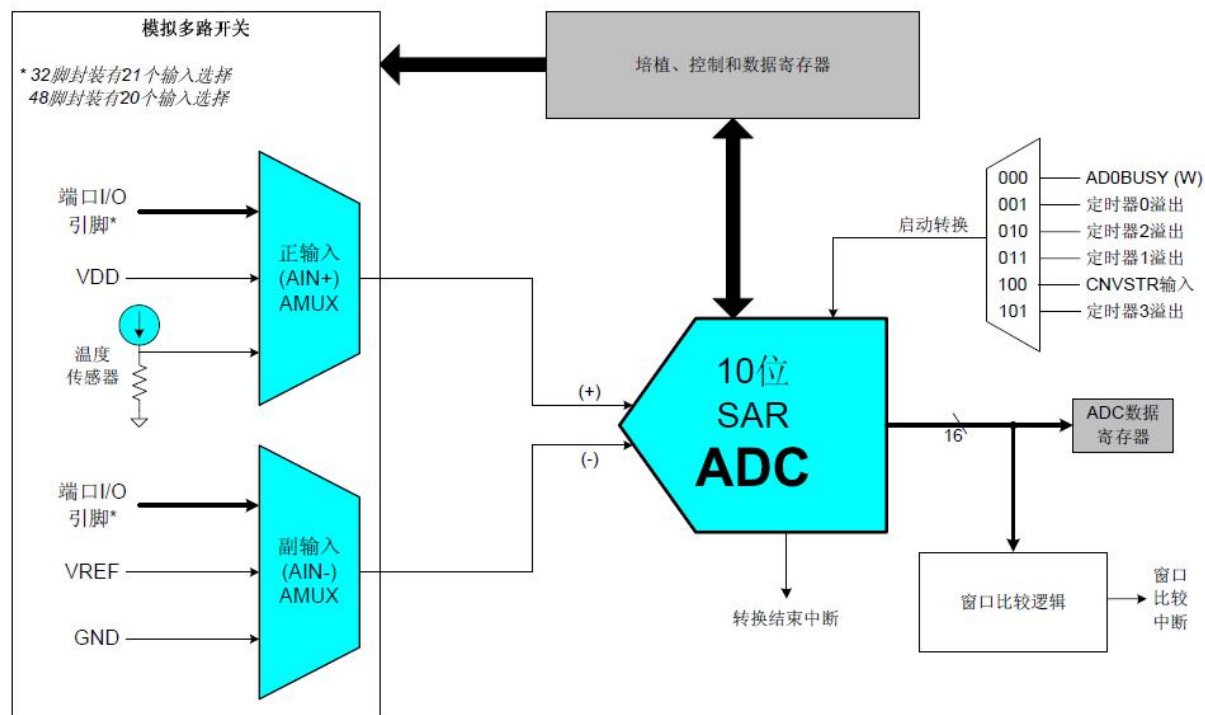 模拟多路开关
* 32脚封装有21个输入选择
48脚封装有20个输入选择
端口I/O
引脚*
VDD
温度
传感器
正输入
(AIN+)
AMUX
端口I/O
引脚*
VREF
GND
副输入
(AIN-)
AMUX
培植、控制和数据寄存器
启动转换
000
AD0BUSY (W)
001
定时器0溢出
010
定时器2溢出
011
定时器1溢出
100
CNVSTR输入
101
定时器3溢出
(+)
(-)
10位
SAR
ADC
16
ADC数据
寄存器
转换结束中断
窗口比较逻辑
窗口
比较
中断